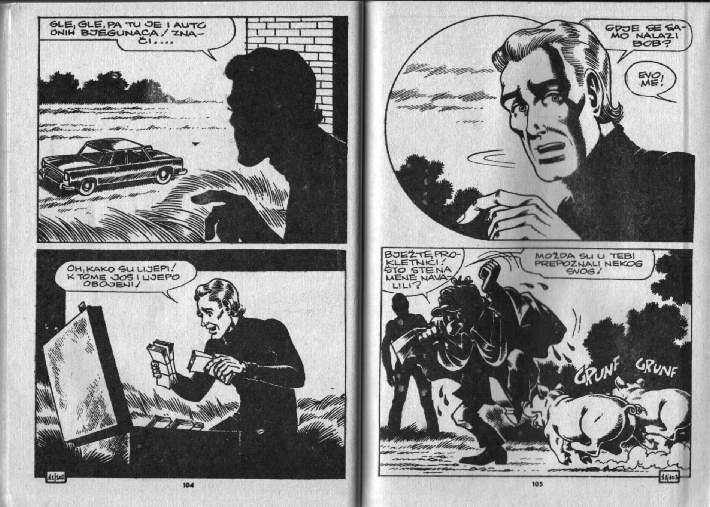 GLE, GLE, PA TU JE I AUTO
ONIH BJEGUNACA! ZNA-
ČI....
OH, KAKO SU LIJEPI!
K TOME JOŠ I LIJEPO
OBOJENI!
104
GDJE SE SA-
MO NALAZI
BOB?
EVO
ME!
BJEŽTE, PRO-
KLETNICI!
ŠTO STE NA
MENE NAVA-
LILI?
MOŽDA SU U TEBI
PREPOZNALI NEKOG
SVOG!
GRUNF
GRUNF
105